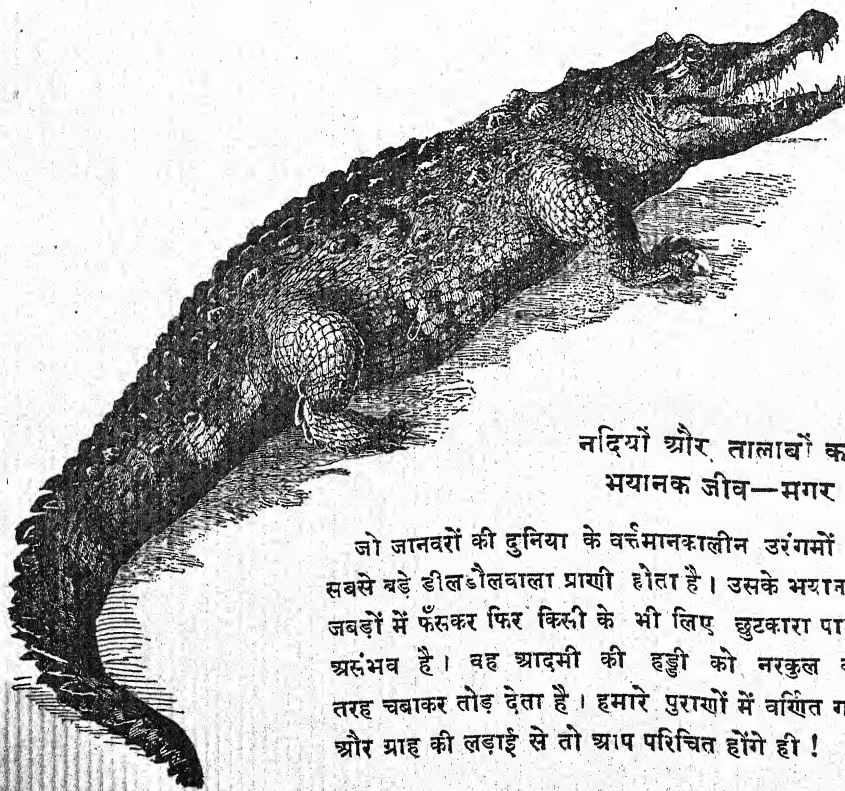 नदियों और तालाबों
भयानक जीव—मगर
जो जानवरों की दुनिया के वर्त्तमानकालीन उरंगमों
सबसे बड़े डीलडौलवाला प्राणी होता है। उसके
जबड़ों में फँसकर फिर किसी के भी लिए छुटकारा
असंभव है। वह आदमी की हड्डी को नरकुल
तरह चबाकर तोड़ देता है। हमारे पुराणों में वर्णित
और ग्राह की लड़ाई से तो आप परिचित होंगे ही!